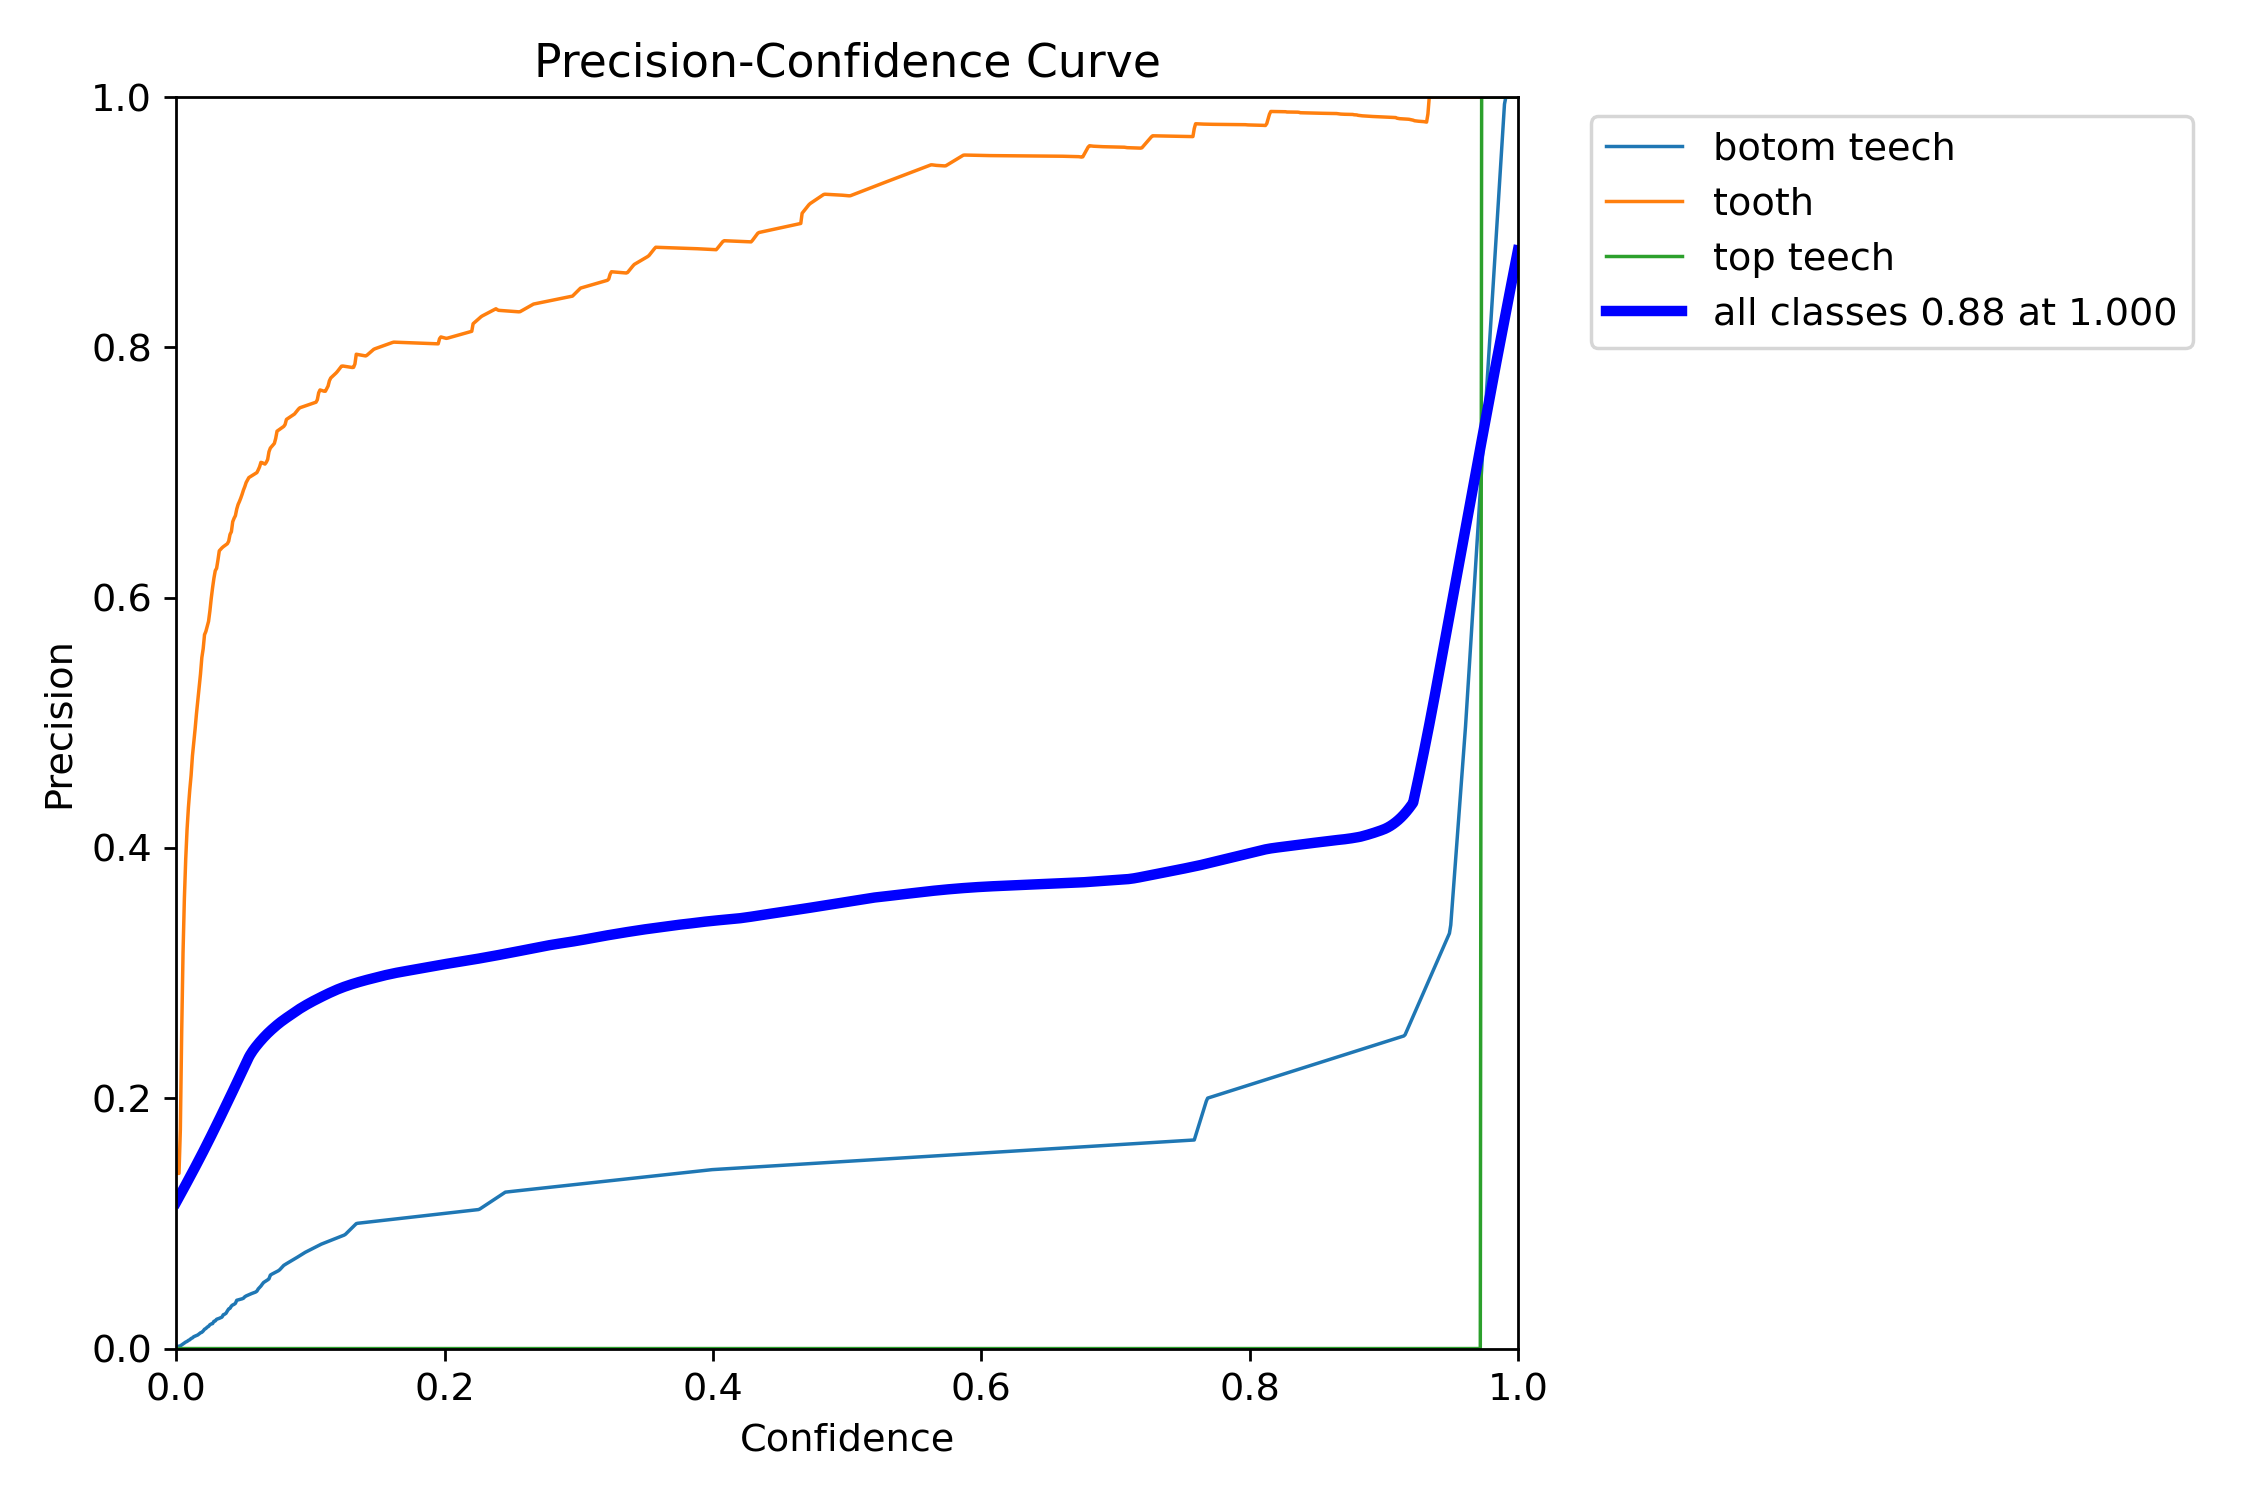 Precision-Confidence Curve
1.0
0.8
0.6
0.4
0.2
0.0
Precision
0.0 0.2 0.4 0.6 0.8 1.0
Confidence
botom teech
tooth
top teech
all classes 0.88 at 1.000